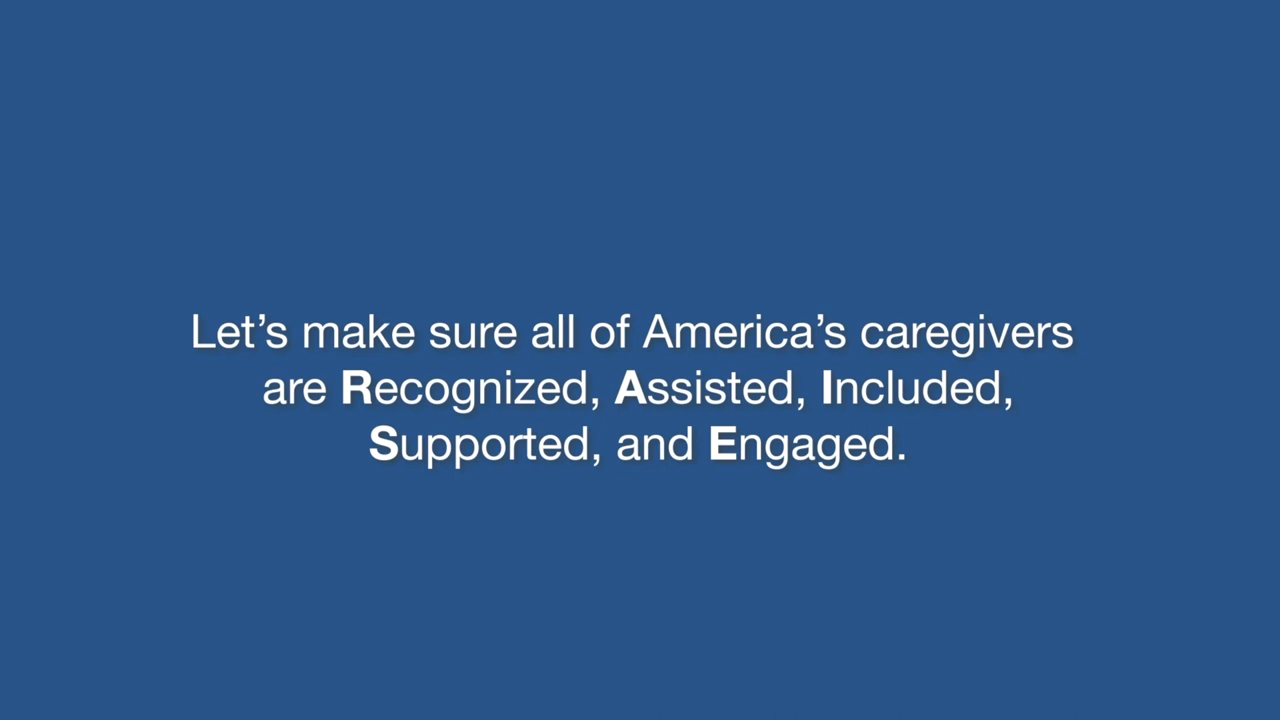 Let’s make sure all of America’s caregivers
are Recognized, Assisted, Included,
Supported, and Engaged.